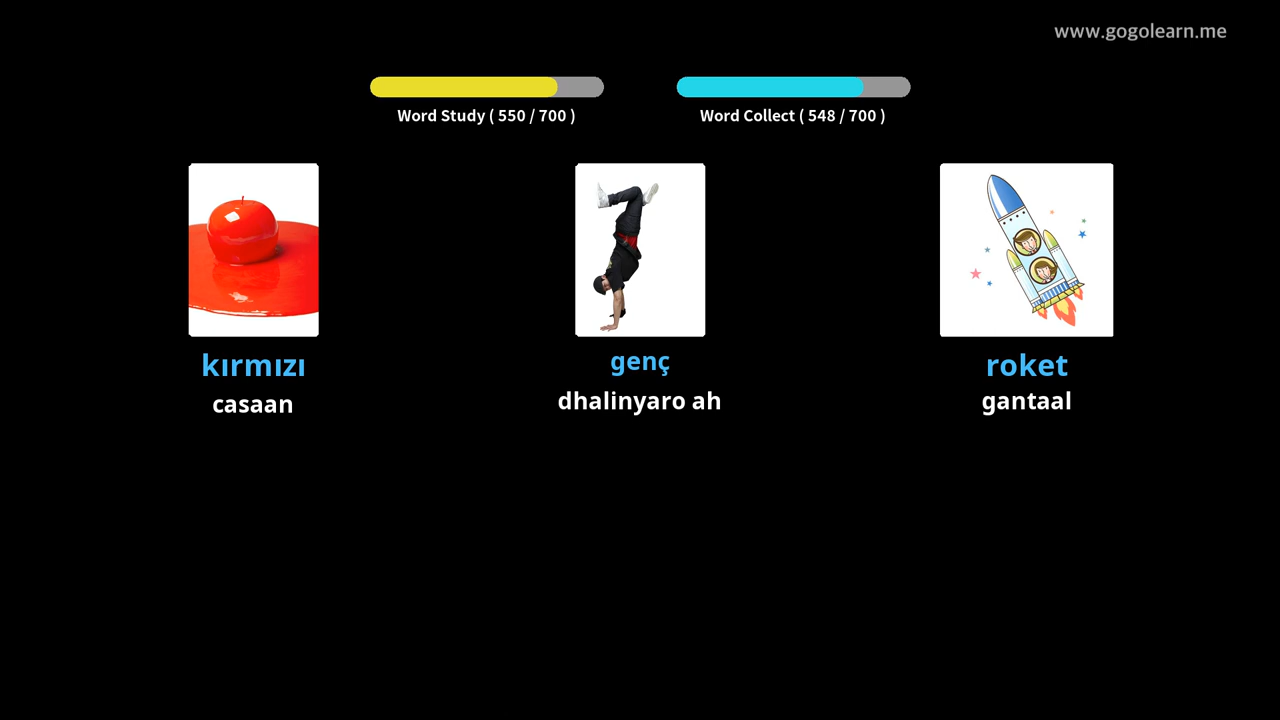 www.gogolearn.me
Word Study ( 550 / 700 )
Word Collect ( 548 / 700 )
kırmızı
casaan
genç
dhalinyaro ah
roket
gantaal